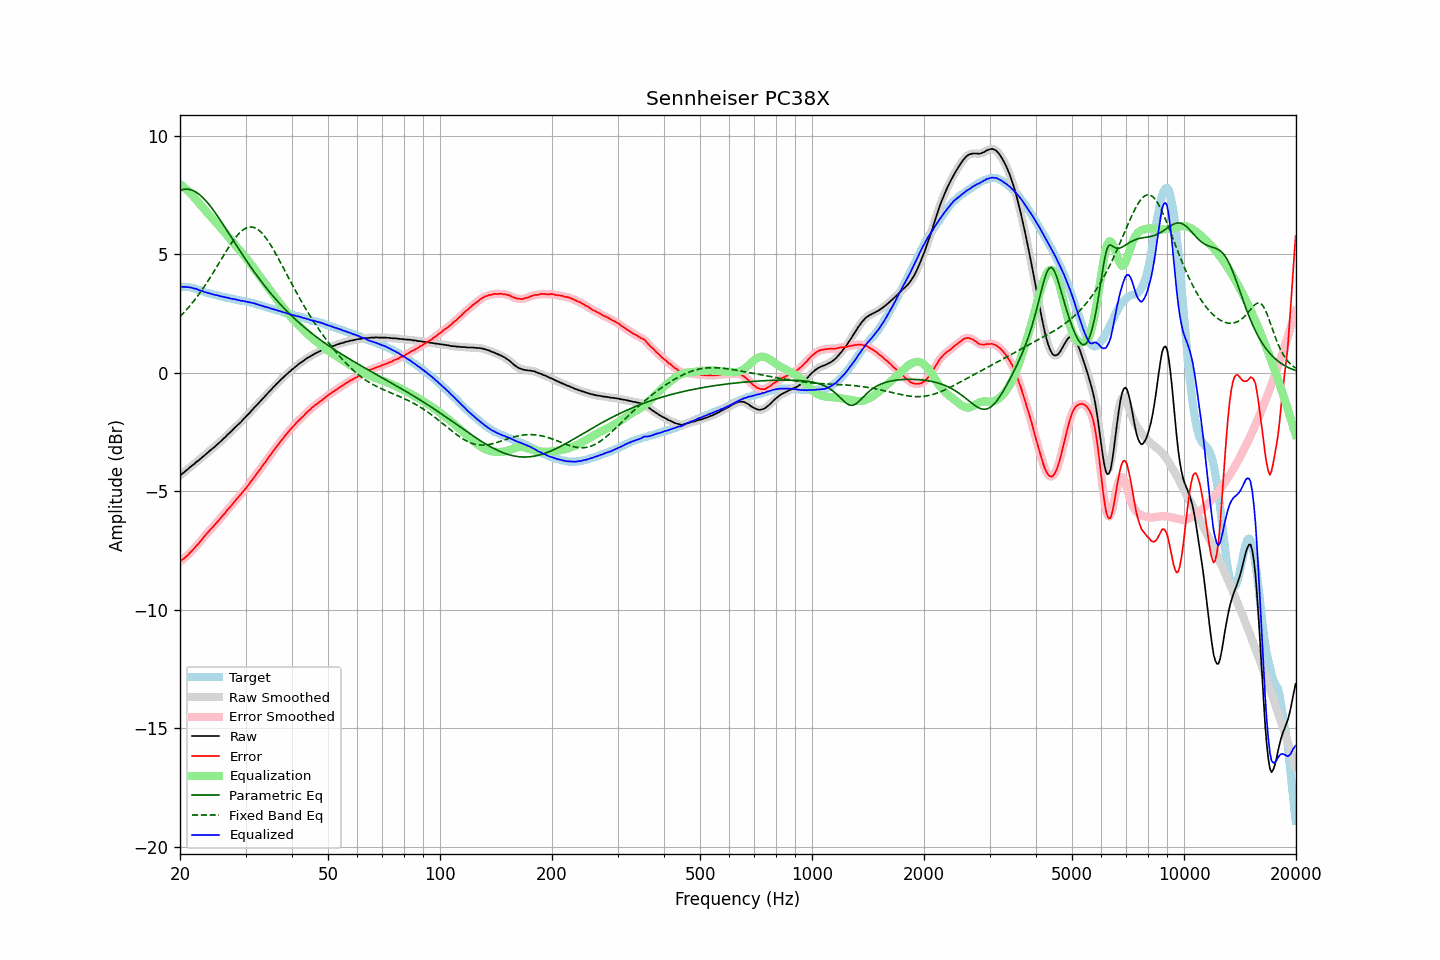 Sennheiser PC38X
Amplitude (dBr)
10
5
0
−5
−10
−15
−20
Target
Raw Smoothed
Error Smoothed
Raw
Error
Equalization
Parametric Eq
Fixed Band Eq
Equalized
20 50 100 200 500 1000 2000 5000 10000 20000
Frequency (Hz)